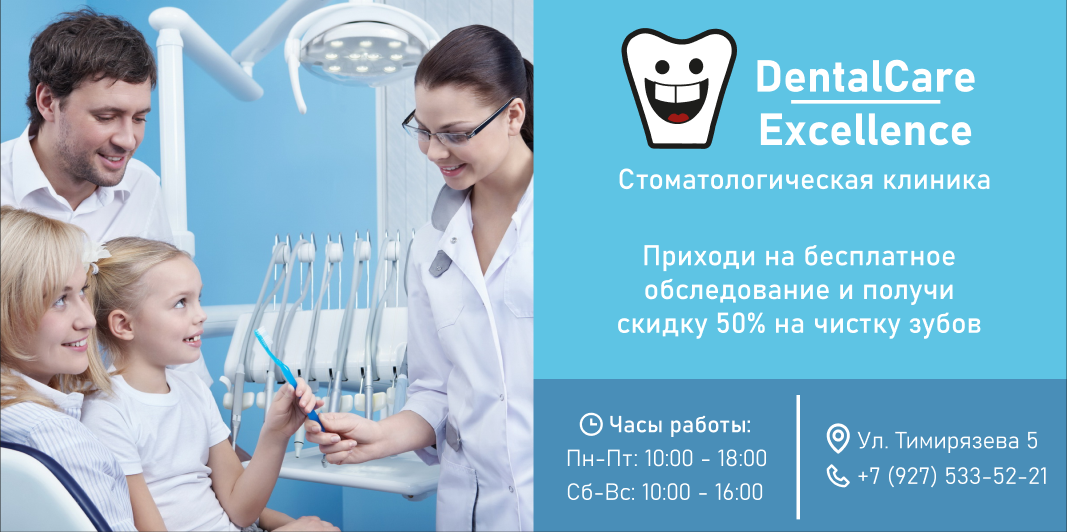 DentalCare
Excellence
Стоматологическая клиника
Приходи на бесплатное
обследование и получи
скидку 50% на чистку зубов
Часы работы:
Пн-Пт: 10:00 - 18:00
Сб-Вс: 10:00 - 16:00
Ул. Тимирязева 5
+7 (927) 533-52-21